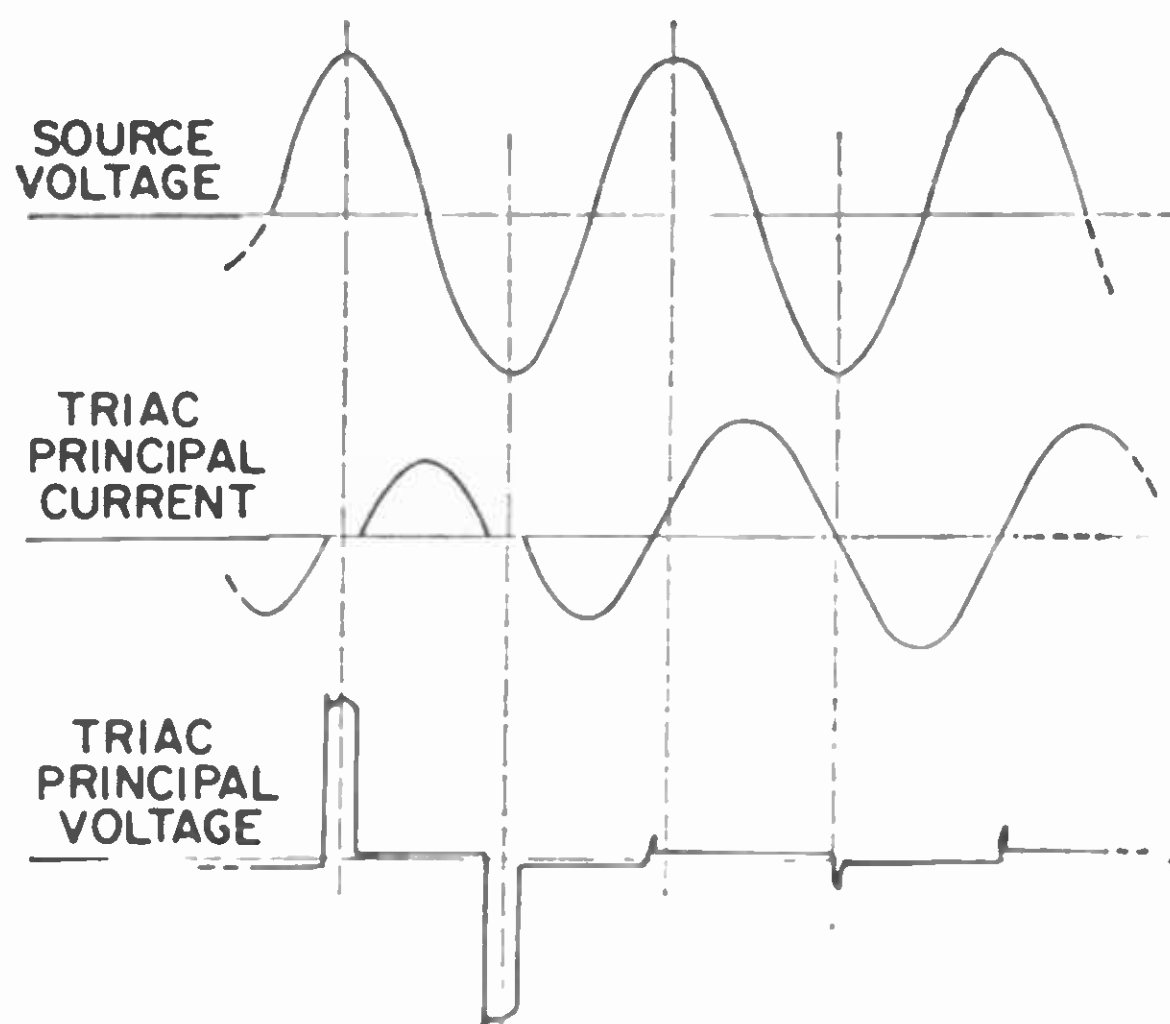 SOURCE
VOLTAGE
TRIAC
PRINCIPAL
CURRENT
TRIAC
PRINCIPAL
VOLTAGE